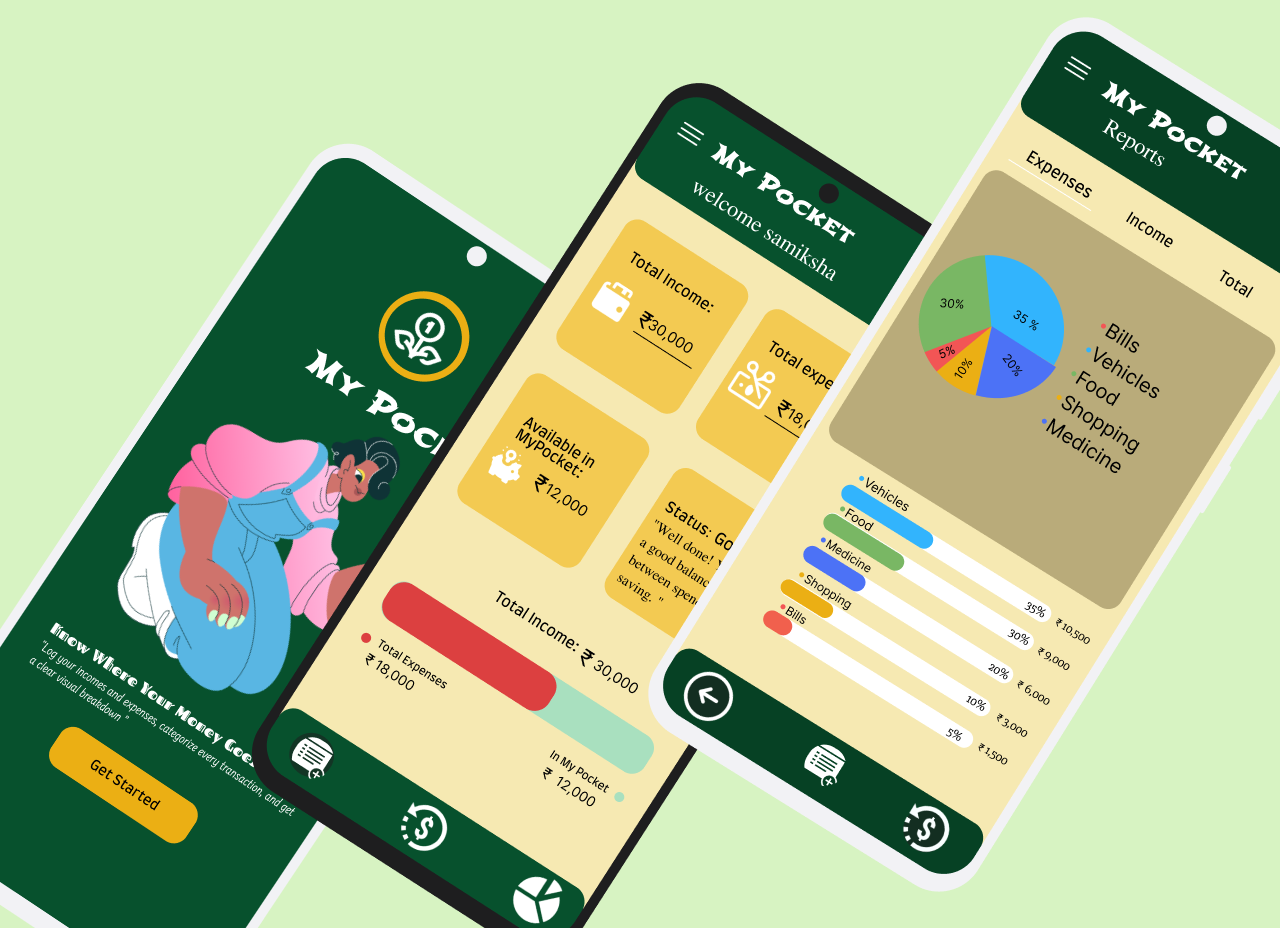 1
My Poc
Know Where Your Money Goes
"Log your incomes and expenses, categorize every transaction, and get
a clear visual breakdown "
Get Started
My Pocket
welcome samiksha
Total Income:
₹30,000
Total expe
₹18,0
Available in
MyPocket:
₹12,000
Status: Go
"Well done!
a good balanc
between spen
saving. "
Total Income: ₹ 30,000
Total Expenses
₹ 18,000
In My Pocket
₹ 12,000
$
My Pocket
Reports
Expenses
Income
Total
30%
35 %
5%
10%
20%
Bills
Vehicles
Food
Shopping
Medicine
Vehicles
35%
₹10,500
Food
30%
₹ 9,000
Medicine
20%
₹ 6,000
Shopping
10%
₹ 3,000
Bills
5%
₹ 1,500
$